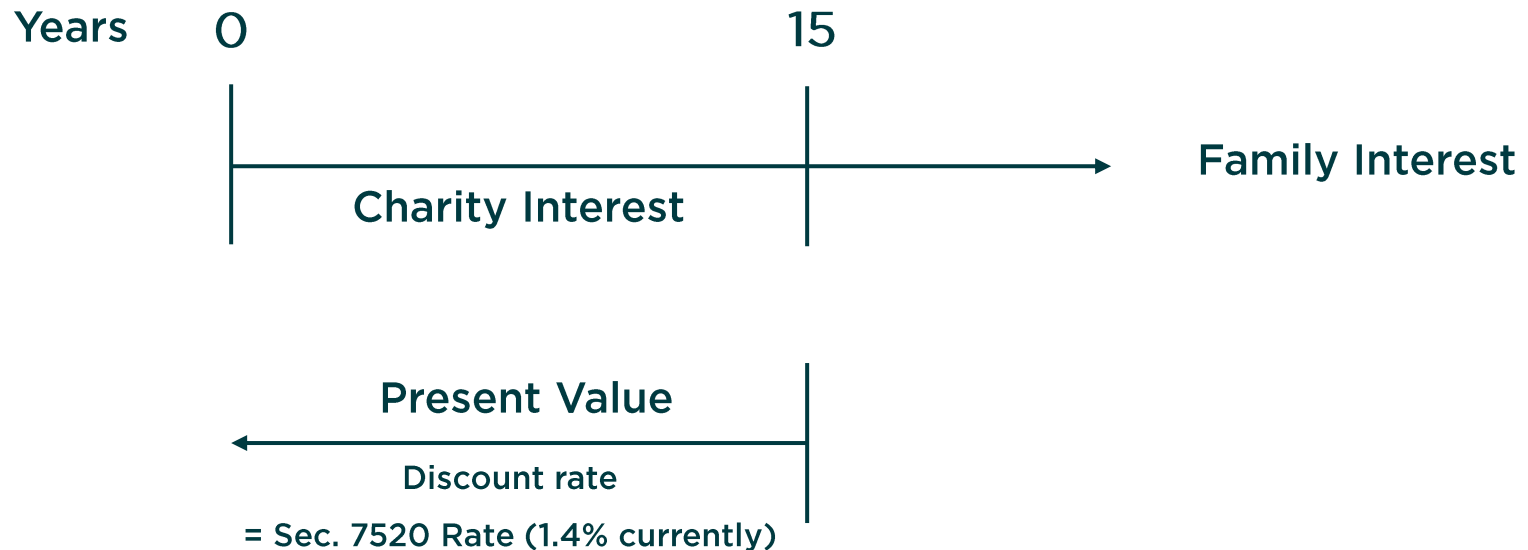 Years 0 15
Family Interest
Charity Interest
Present Value
Discount rate
= Sec. 7520 Rate (1.4% currently)